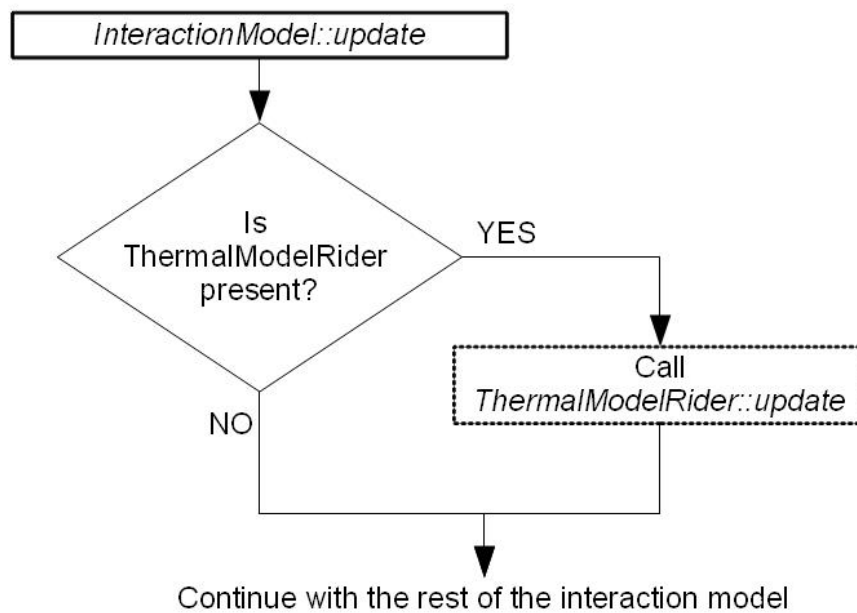 InteractionModel::update
Is
ThermalModelRider
present?
YES
Call
ThermalModelRider::update
NO
Continue with the rest of the interaction model